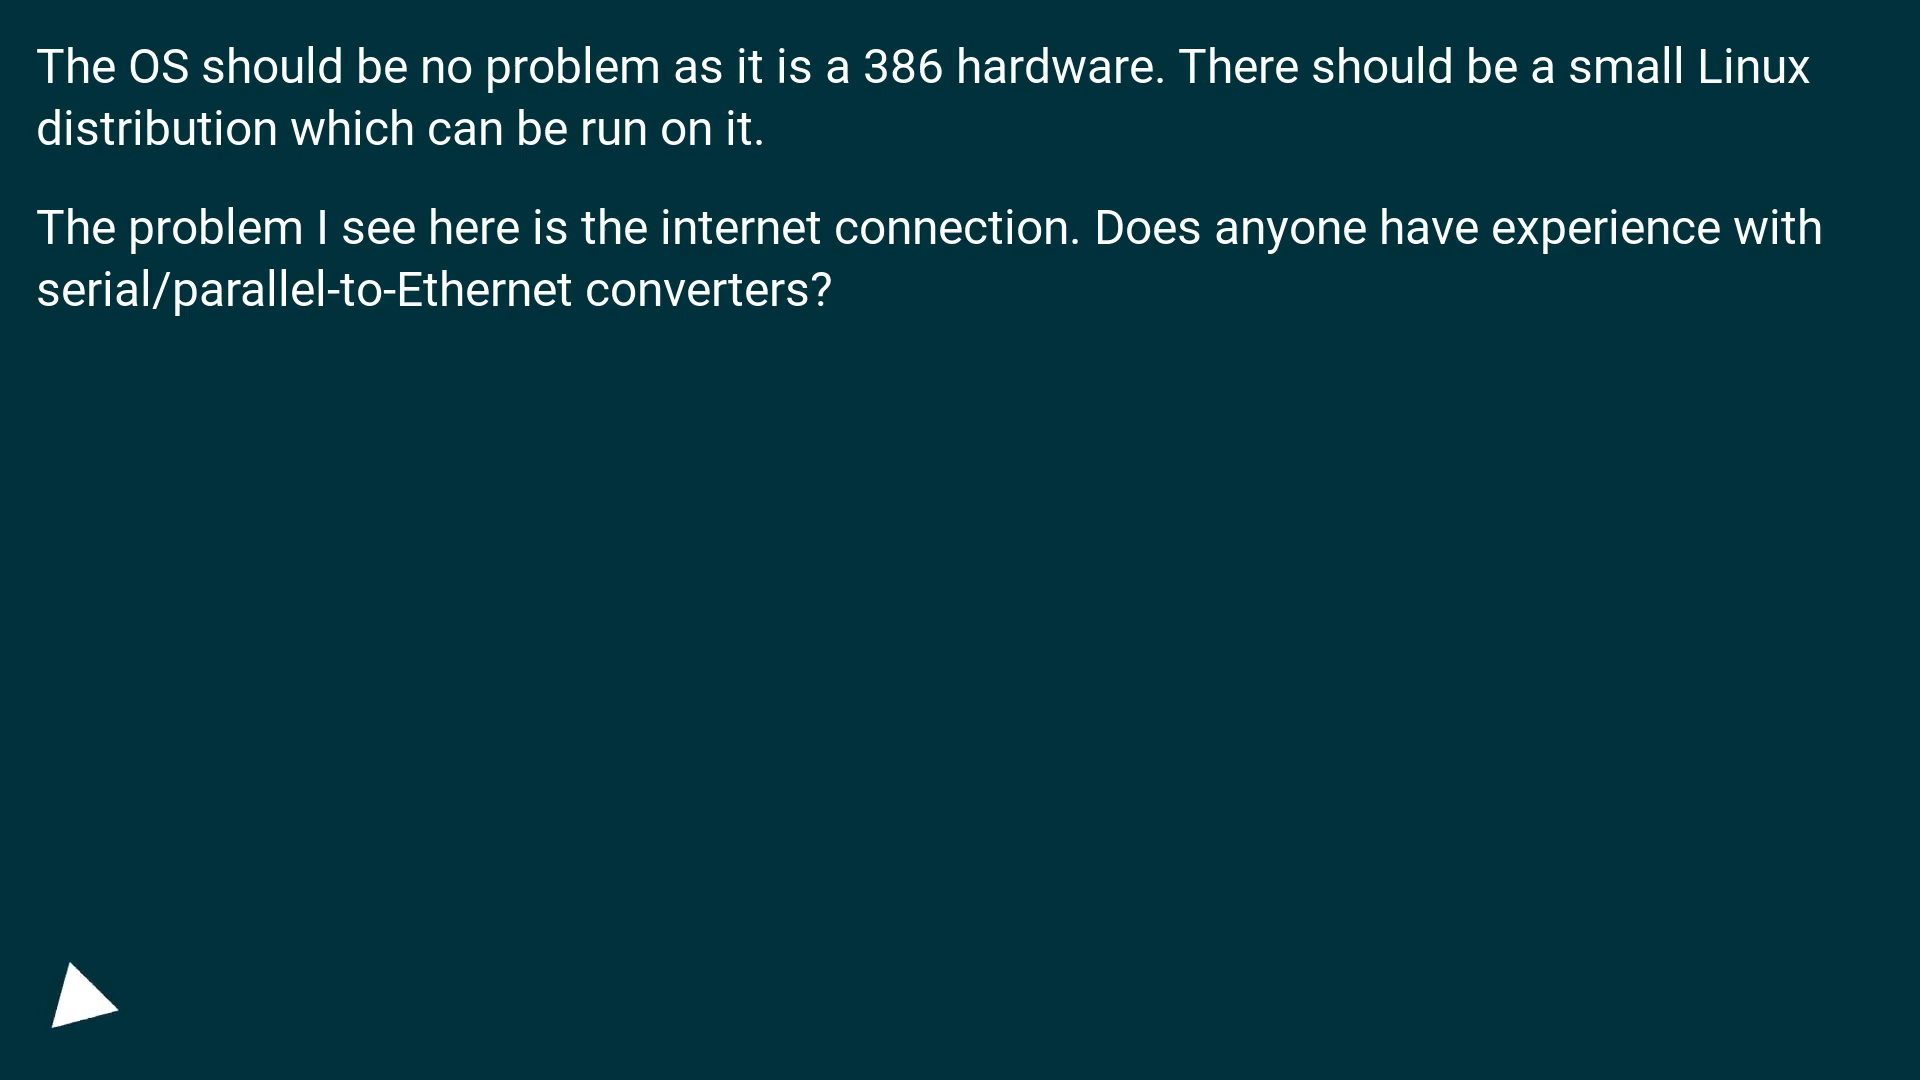 The OS should be no problem as it is a 386 hardware. There should be a small Linux
distribution which can be run on it.
The problem I see here is the internet connection. Does anyone have experience with
serial/parallel-to-Ethernet converters?